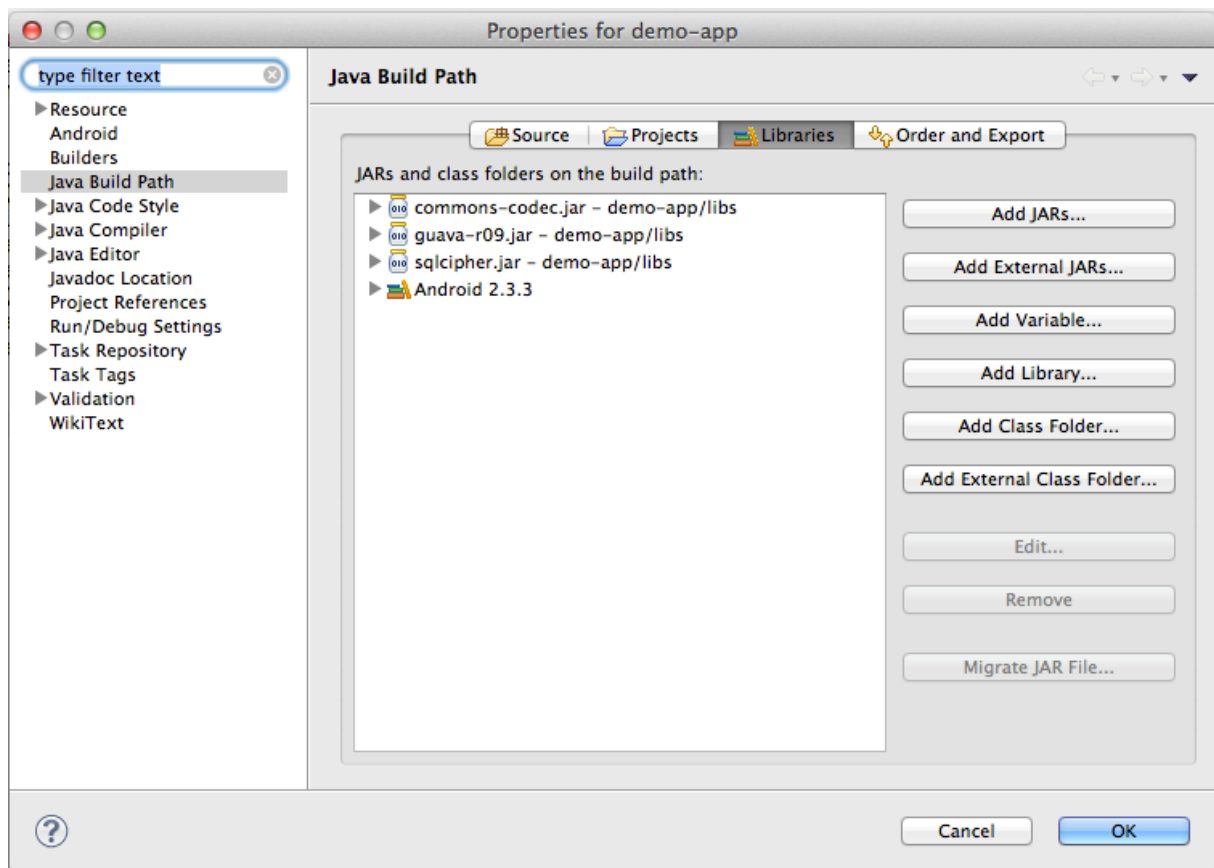 Properties for demo-app
type filter text
Resource
Android
Builders
Java Build Path
Java Code Style
Java Compiler
Java Editor
Javadoc Location
Project References
Run/Debug Settings
Task Repository
Task Tags
Validation
WikiText
Java Build Path
Source Projects Libraries Order and Export
JARs and class folders on the build path:
commons-codec.jar – demo-app/libs
guava-r09.jar – demo-app/libs
sqlcipher.jar – demo-app/libs
Android 2.3.3
Add JARs...
Add External JARs...
Add Variable...
Add Library...
Add Class Folder...
Add External Class Folder...
Edit...
Remove
Migrate JAR File...
?
Cancel OK